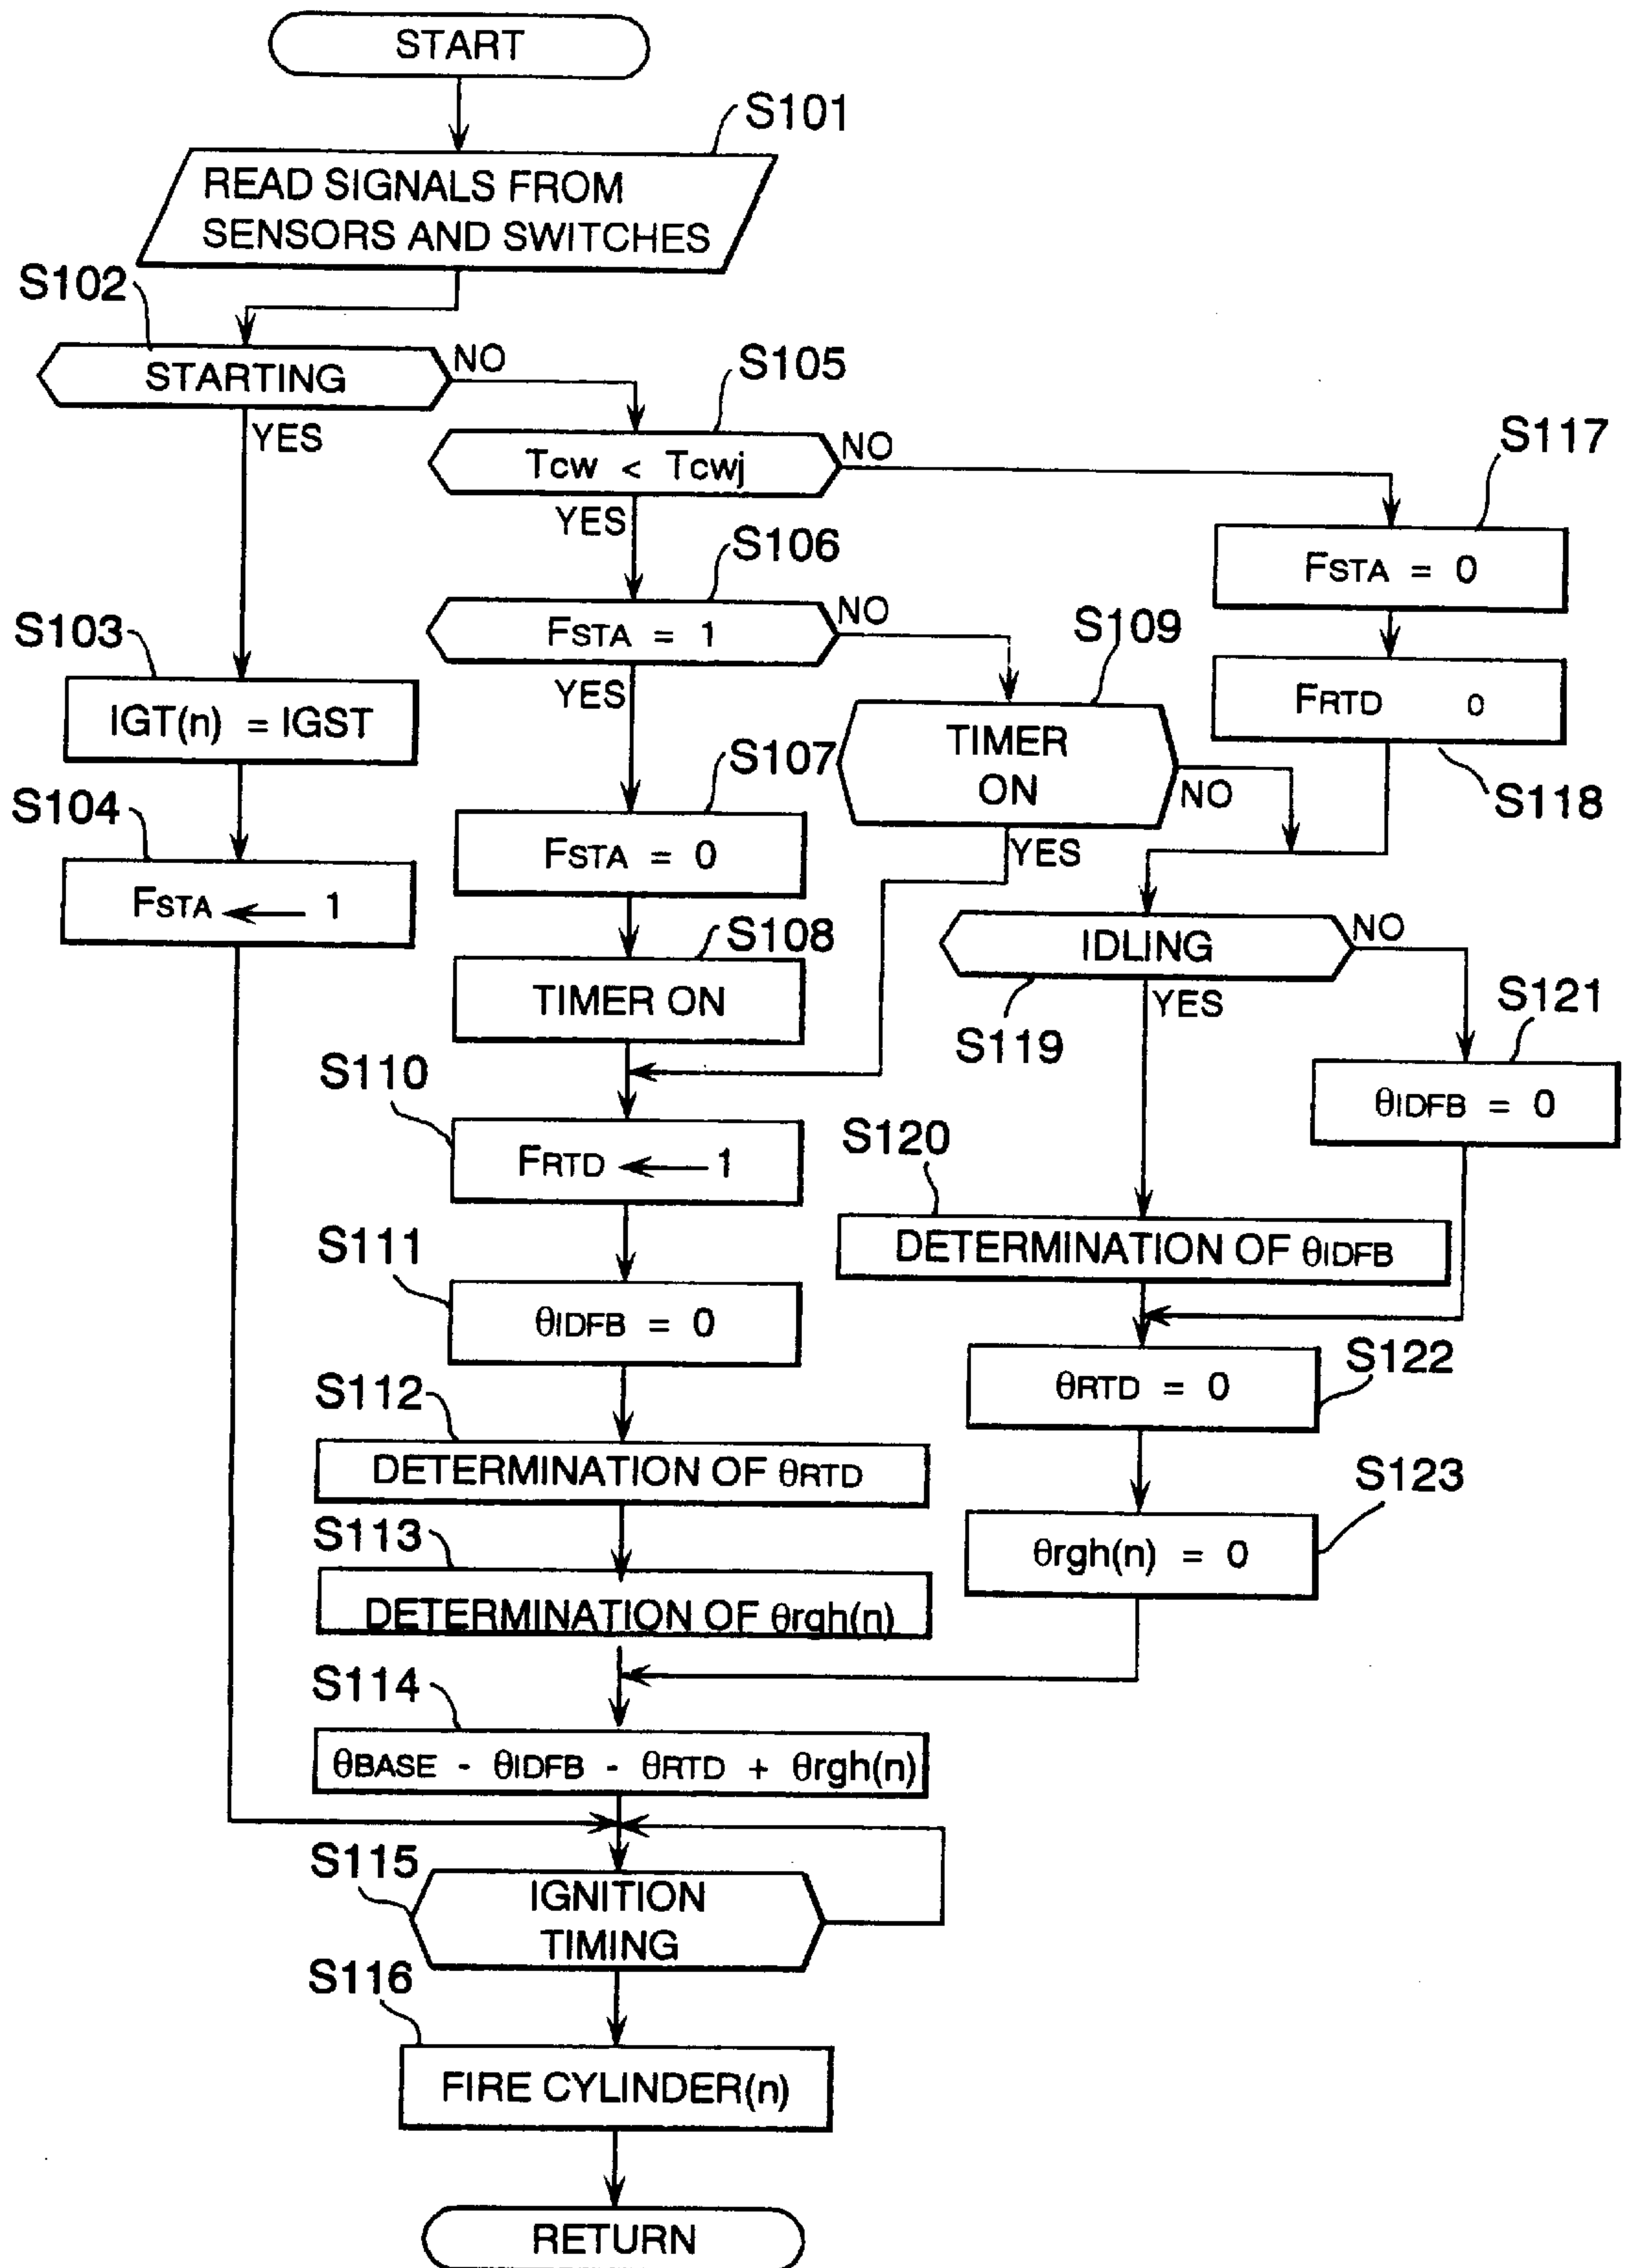 START
S101
READ SIGNALS FROM
SENSORS AND SWITCHES
S102
STARTING
NO
YES
S105
Tcw < Tcwj
NO
YES
S117
FSTA = 0
S106
FSTA = 1
NO
YES
S103
IGT(n) = IGST
S109
TIMER
ON
NO
YES
FRTD 0
S118
S107
FSTA = 0
S104
FSTA ← 1
S108
TIMER ON
IDLING
NO
YES
S119
S121
θIDFB = 0
S110
FRTD ← 1
S120
DETERMINATION OF θIDFB
S111
θIDFB = 0
S122
θRTD = 0
S112
DETERMINATION OF θRTD
S123
θrgh(n) = 0
S113
DETERMINATION OF θrgh(n)
S114
θBASE - θIDFB - θRTD + θrgh(n)
S115
IGNITION
TIMING
S116
FIRE CYLINDER(n)
RETURN